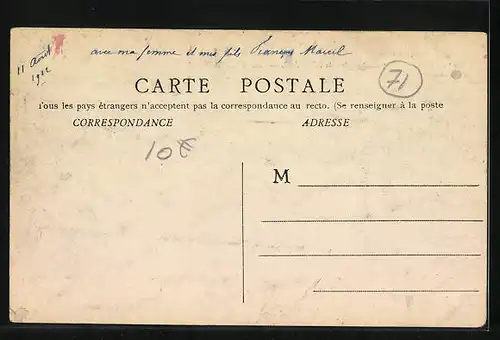 11 Août
1912
avec ma femme et mes fils François Marcel
71
CARTE POSTALE
Tous les pays étrangers n'acceptent pas la correspondance au recto. (Se renseigner à la poste
CORRESPONDANCE ADRESSE
10€
M